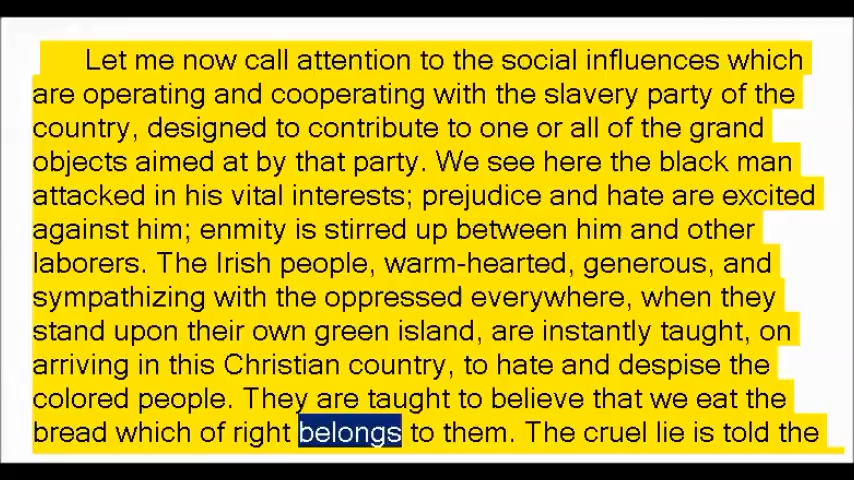 Let me now call attention to the social influences which
are operating and cooperating with the slavery party of the
country, designed to contribute to one or all of the grand
objects aimed at by that party. We see here the black man
attacked in his vital interests; prejudice and hate are excited
against him; enmity is stirred up between him and other
laborers. The Irish people, warm-hearted, generous, and
sympathizing with the oppressed everywhere, when they
stand upon their own green island, are instantly taught, on
arriving in this Christian country, to hate and despise the
colored people. They are taught to believe that we eat the
bread which of right belongs to them. The cruel lie is told the